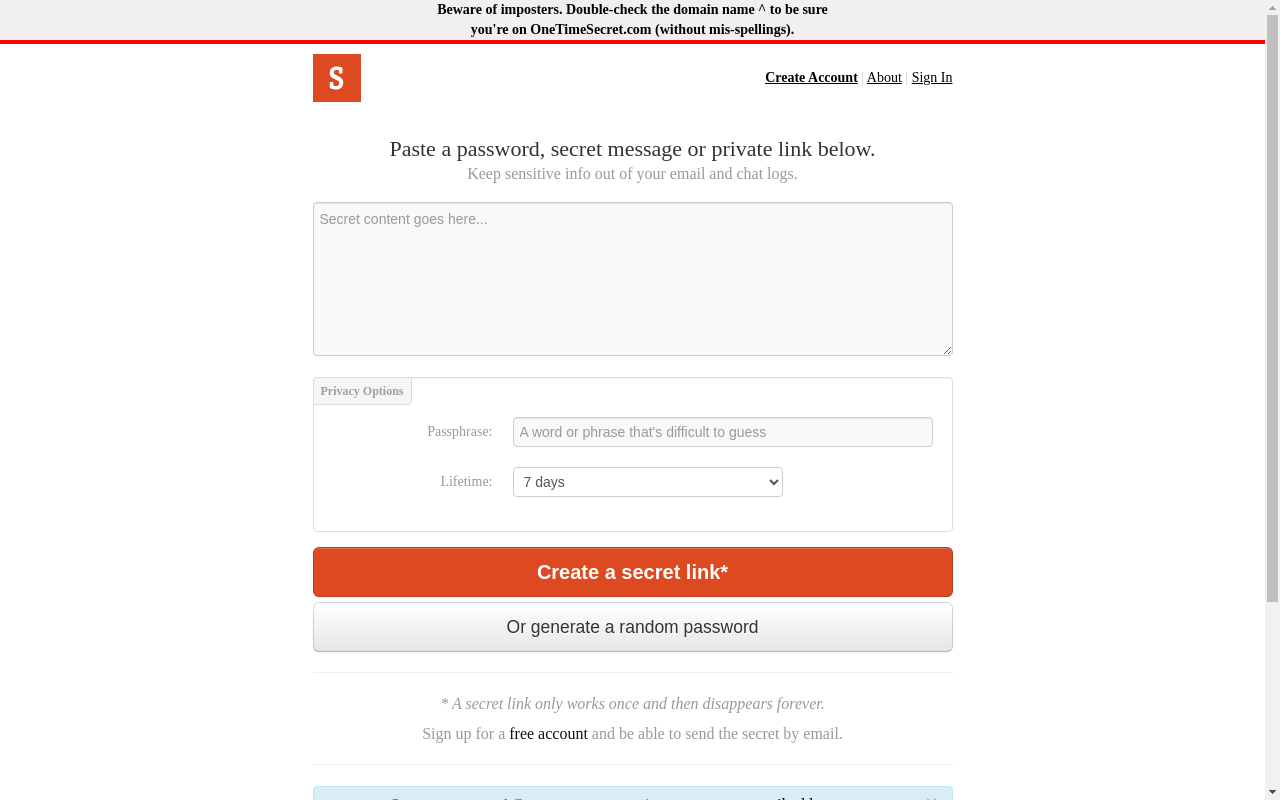 Beware of imposters. Double-check the domain name ^ to be sure
you're on OneTimeSecret.com (without mis-spellings).
S
Create Account | About | Sign In
Paste a password, secret message or private link below.
Keep sensitive info out of your email and chat logs.
Secret content goes here...
Privacy Options
Passphrase: A word or phrase that's difficult to guess
Lifetime: 7 days
Create a secret link*
Or generate a random password
* A secret link only works once and then disappears forever.
Sign up for a free account and be able to send the secret by email.